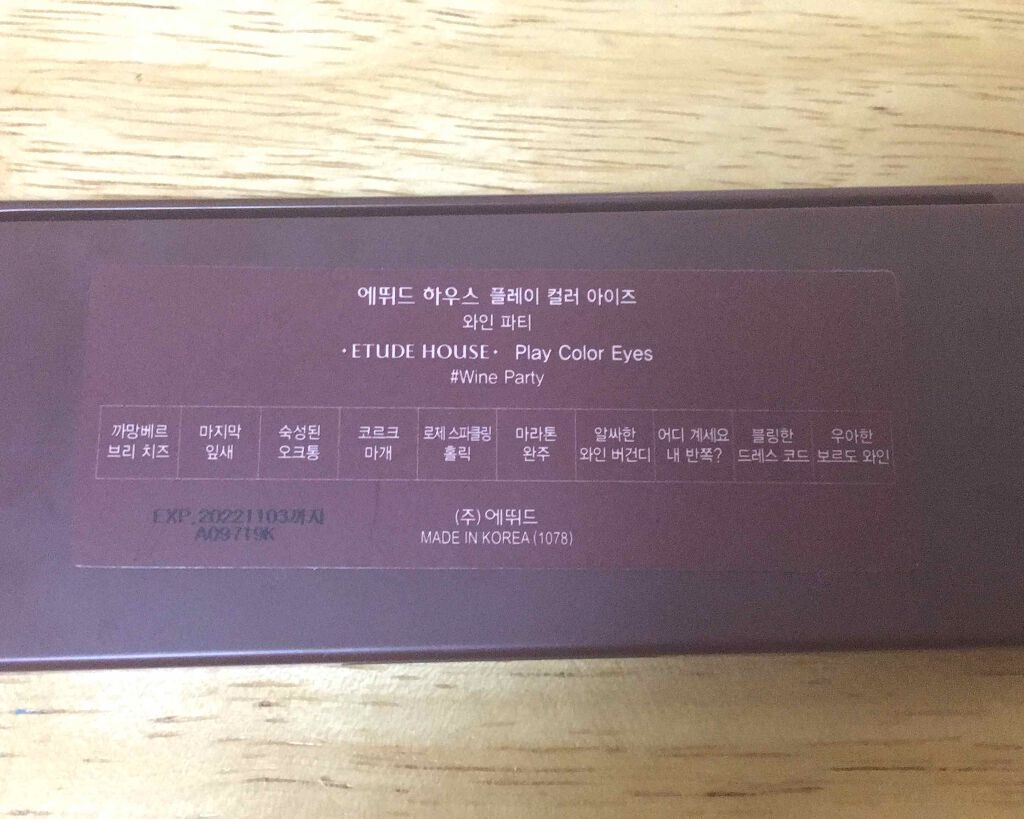 에뛰드 하우스 플레이 컬러 아이즈
와인 파티
·ETUDE HOUSE· Play Color Eyes
#Wine Party
까망베르
브리 치즈
마지막
잎새
숙성된
오크통
코르크
마개
로제 스파클링
홀릭
마라톤
완주
알싸한
와인 버건디
어디 계세요
내 반쪽?
블링한
드레스 코드
우아한
보르도 와인
EXP.20221103까지
A09719K
(주)에뛰드
MADE IN KOREA (1078)